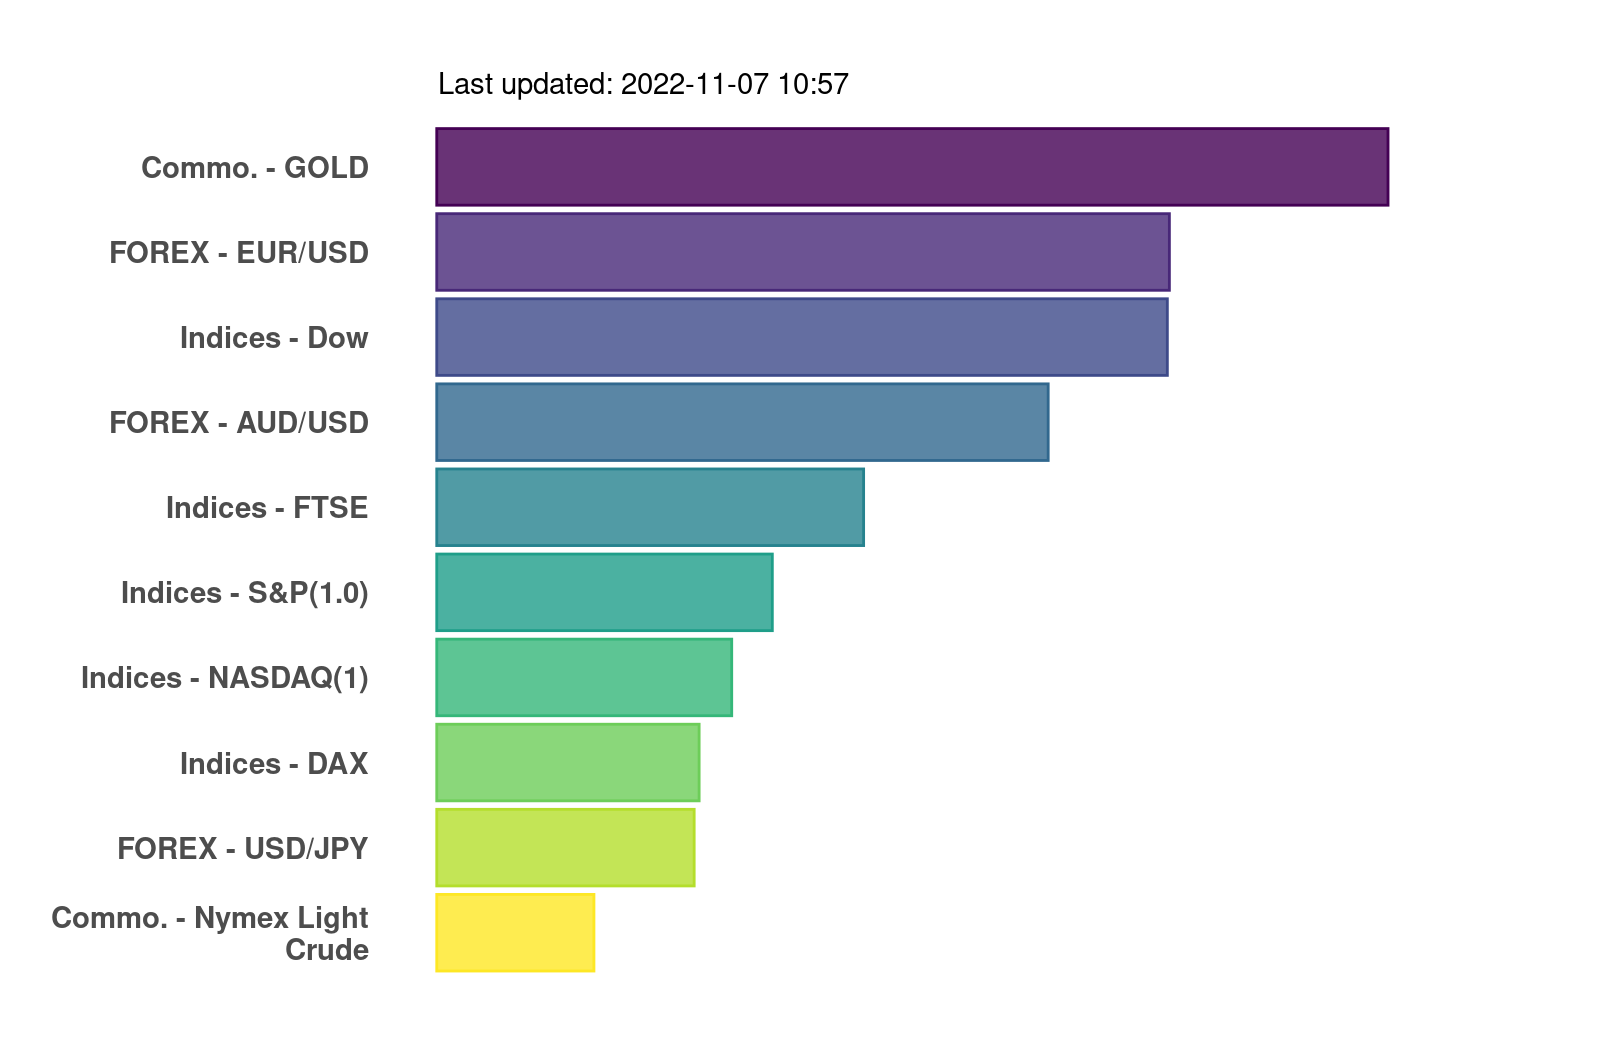 Last updated: 2022-11-07 10:57
Commo. - GOLD
FOREX - EUR/USD
Indices - Dow
FOREX - AUD/USD
Indices - FTSE
Indices - S&P(1.0)
Indices - NASDAQ(1)
Indices - DAX
FOREX - USD/JPY
Commo. - Nymex Light
Crude